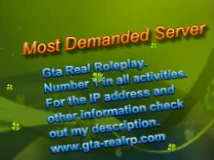 Most Demanded Server
Gta Real Roleplay.
Number 1 in all activities.
For the IP address and
other information check
out my description.
www.gta-realrp.com